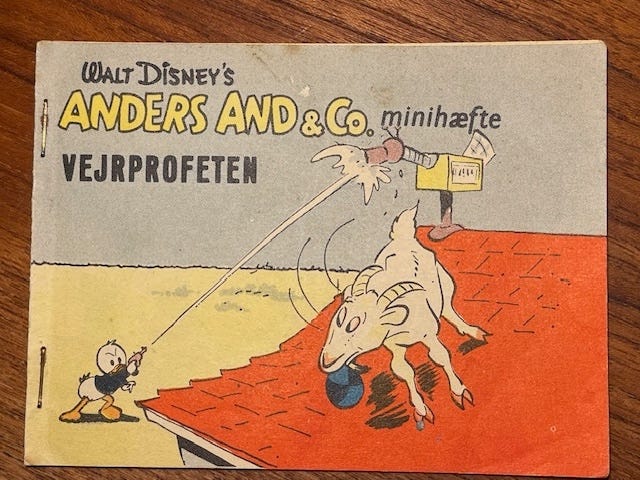 WALT DISNEY'S
ANDERS AND & CO. minihæfte
VEJRPROFETEN